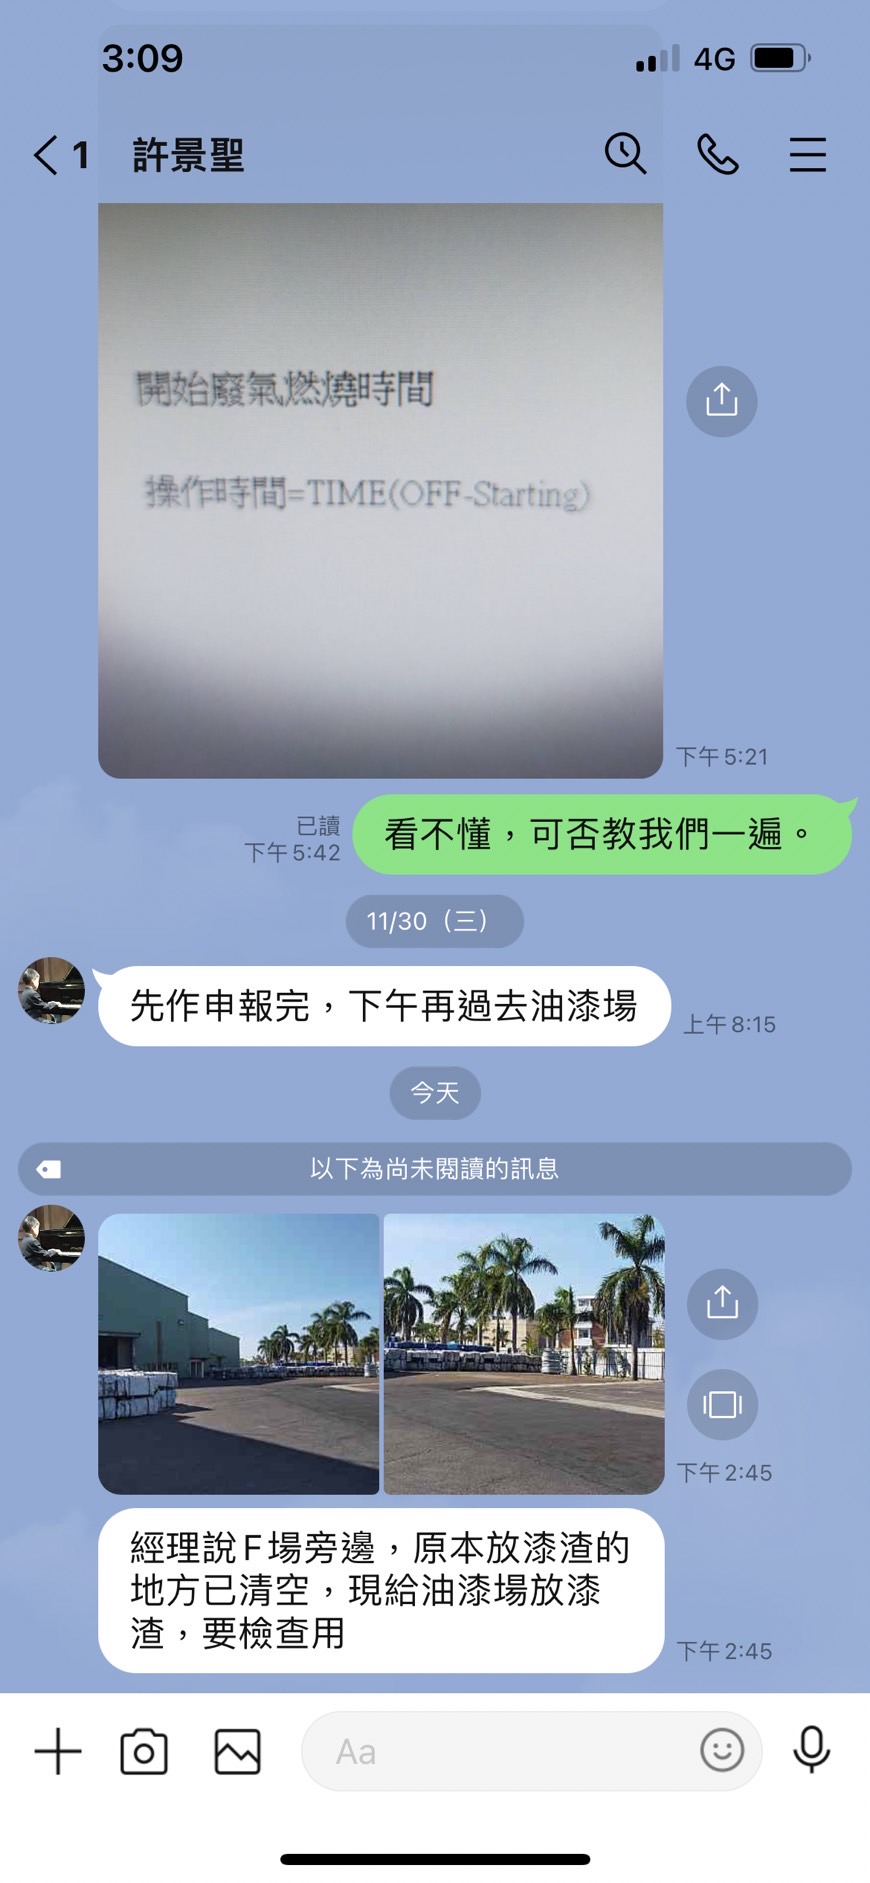 3:09
4G
1 許景聖
開始廢氣燃燒時間
操作時間=TIME(OFF-Starting)
下午5:21
已讀
下午5:42
看不懂，可否教我們一遍。
11/30（三）
先作申報完，下午再過去油漆場
上午8:15
今天
以下為尚未閱讀的訊息
下午2:45
經理說F場旁邊，原本放漆渣的
地方已清空，現給油漆場放漆
渣，要檢查用
下午2:45
Aa